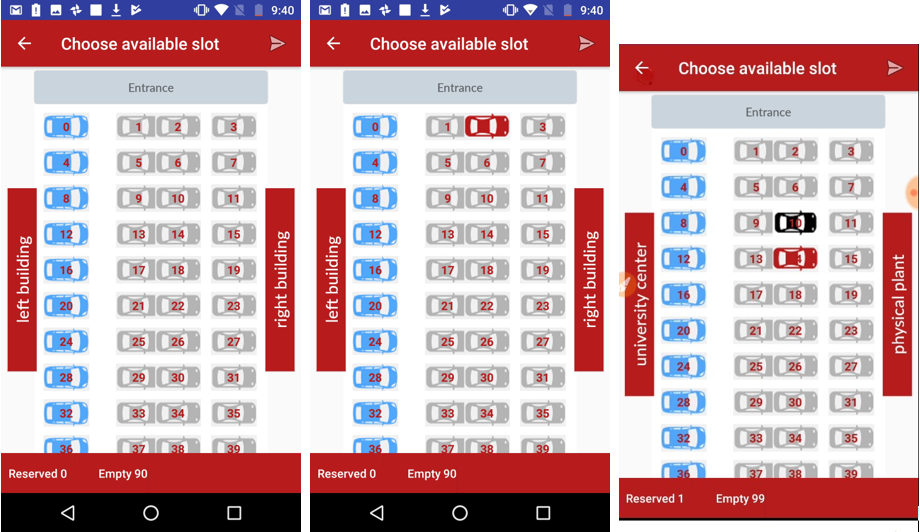 9:40
Choose available slot
Entrance
0 1 2 3
4 5 6 7
8 9 10 11
12 13 14 15
16 17 18 19
20 21 22 23
24 25 26 27
28 29 30 31
32 33 34 35
36 37 38 39
left building
right building
Reserved 0 Empty 90
9:40
Choose available slot
Entrance
0 1 3
4 5 6 7
8 9 10 11
12 13 14 15
16 17 18 19
20 21 22 23
24 25 26 27
28 29 30 31
32 33 34 35
36 37 38 39
left building
right building
Reserved 0 Empty 90
Choose available slot
Entrance
0 1 2 3
4 5 6 7
8 9 10 11
12 13 15
16 17 18 19
20 21 22 23
24 25 26 27
28 29 30 31
32 33 34 35
36 37 38 39
university center
physical plant
Reserved 1 Empty 99